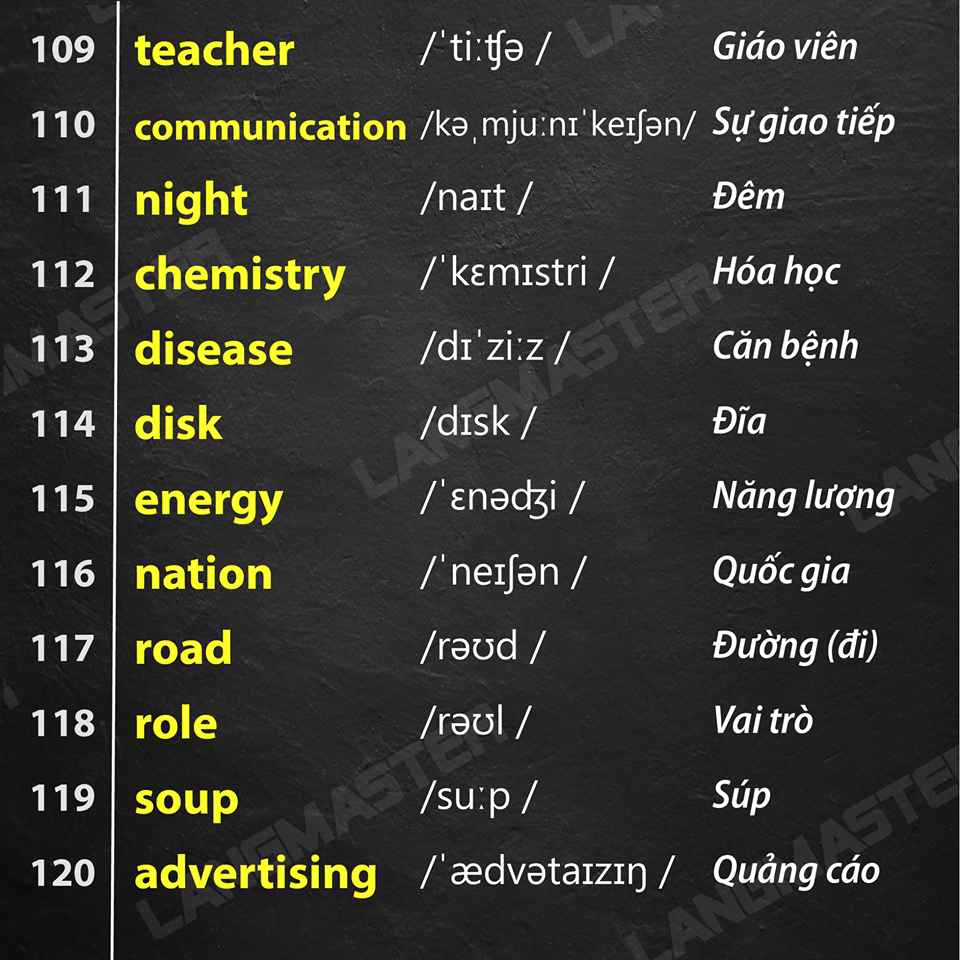 109 teacher /ˈtiːʧə / Giáo viên
110 communication /kəˌmjuːnɪˈkeɪʃən/ Sự giao tiếp
111 night /naɪt / Đêm
112 chemistry /ˈkɛmɪstri / Hóa học
113 disease /dɪˈziːz / Căn bệnh
114 disk /dɪsk / Đĩa
115 energy /ˈɛnəʤi / Năng lượng
116 nation /ˈneɪʃən / Quốc gia
117 road /rəʊd / Đường (đi)
118 role /rəʊl / Vai trò
119 soup /suːp / Súp
120 advertising /ˈædvətaɪzɪŋ / Quảng cáo
LANGMASTER
LANGMASTER
LANGMASTER
LANGMASTER